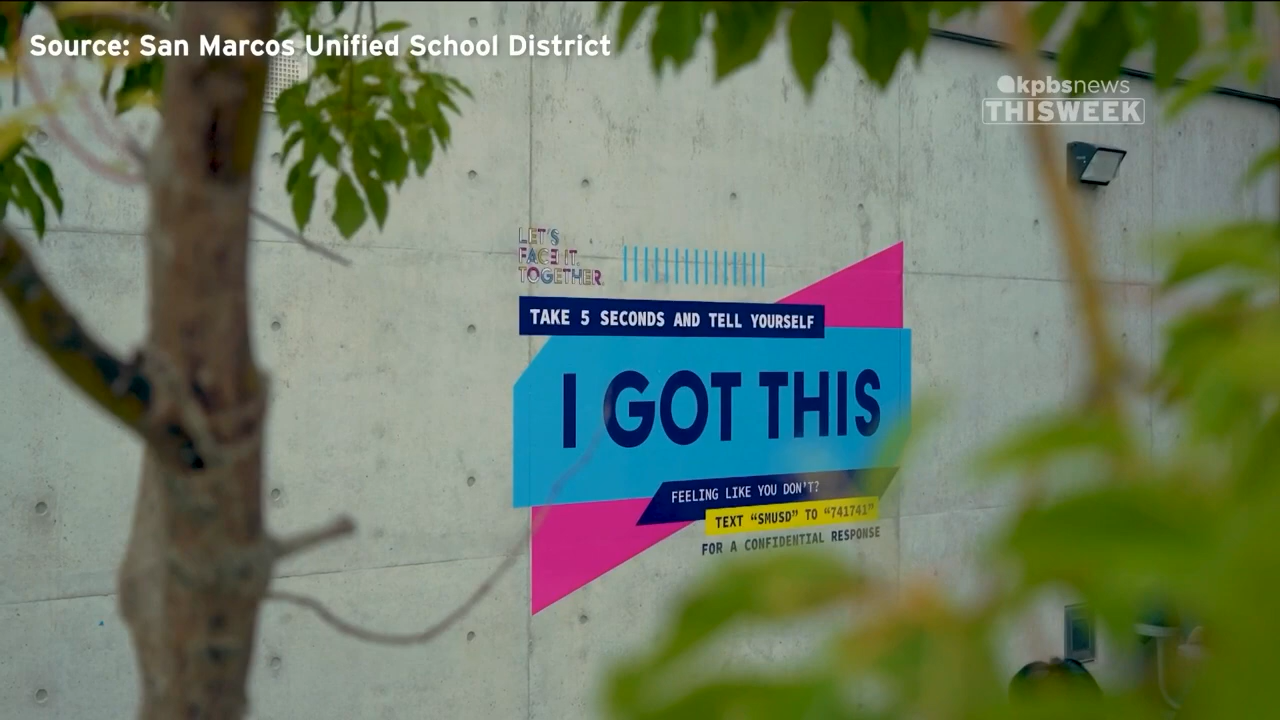 Source: San Marcos Unified School District
kpbsnews
THISWEEK
LET'S
FACE IT.
TOGETHER.
TAKE 5 SECONDS AND TELL YOURSELF
I GOT THIS
FEELING LIKE YOU DON'T?
TEXT “SMUSD” TO “741741”
FOR A CONFIDENTIAL RESPONSE